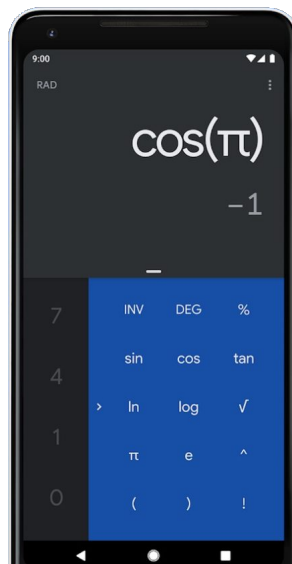 9:00
RAD
cos(π)
−1
7 INV DEG %
sin cos tan
4
› ln log √
1
π e ^
0 ( ) !